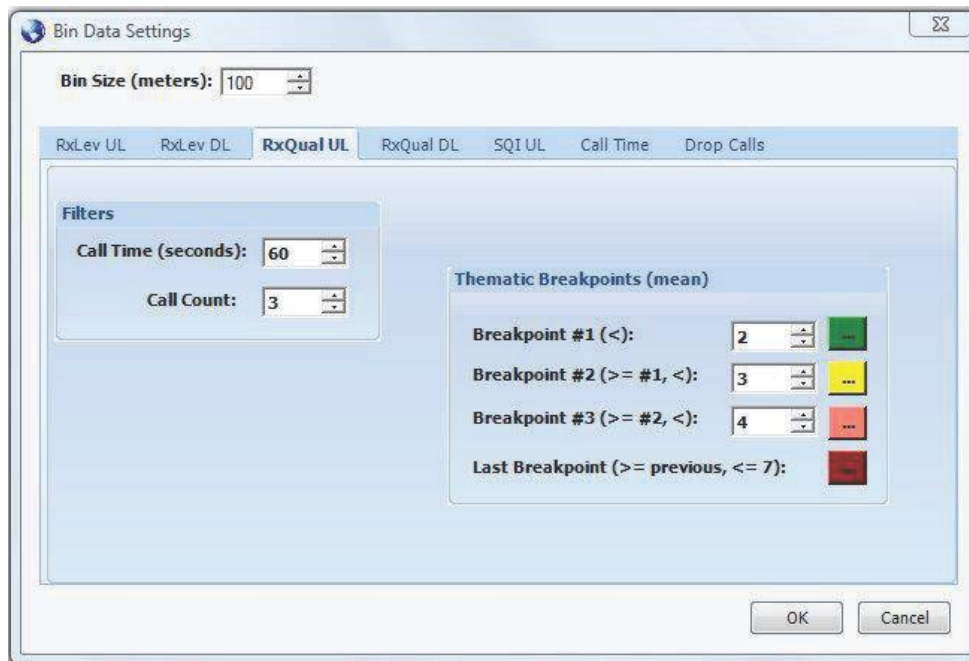 Bin Data Settings
Bin Size (meters): 100
RxLev UL RxLev DL RxQual UL RxQual DL SQI UL Call Time Drop Calls
Filters
Call Time (seconds): 60
Call Count: 3
Thematic Breakpoints (mean)
Breakpoint #1 (<): 2 ...
Breakpoint #2 (>= #1, <): 3 ...
Breakpoint #3 (>= #2, <): 4 ...
Last Breakpoint (>= previous, <= 7): ...
OK Cancel